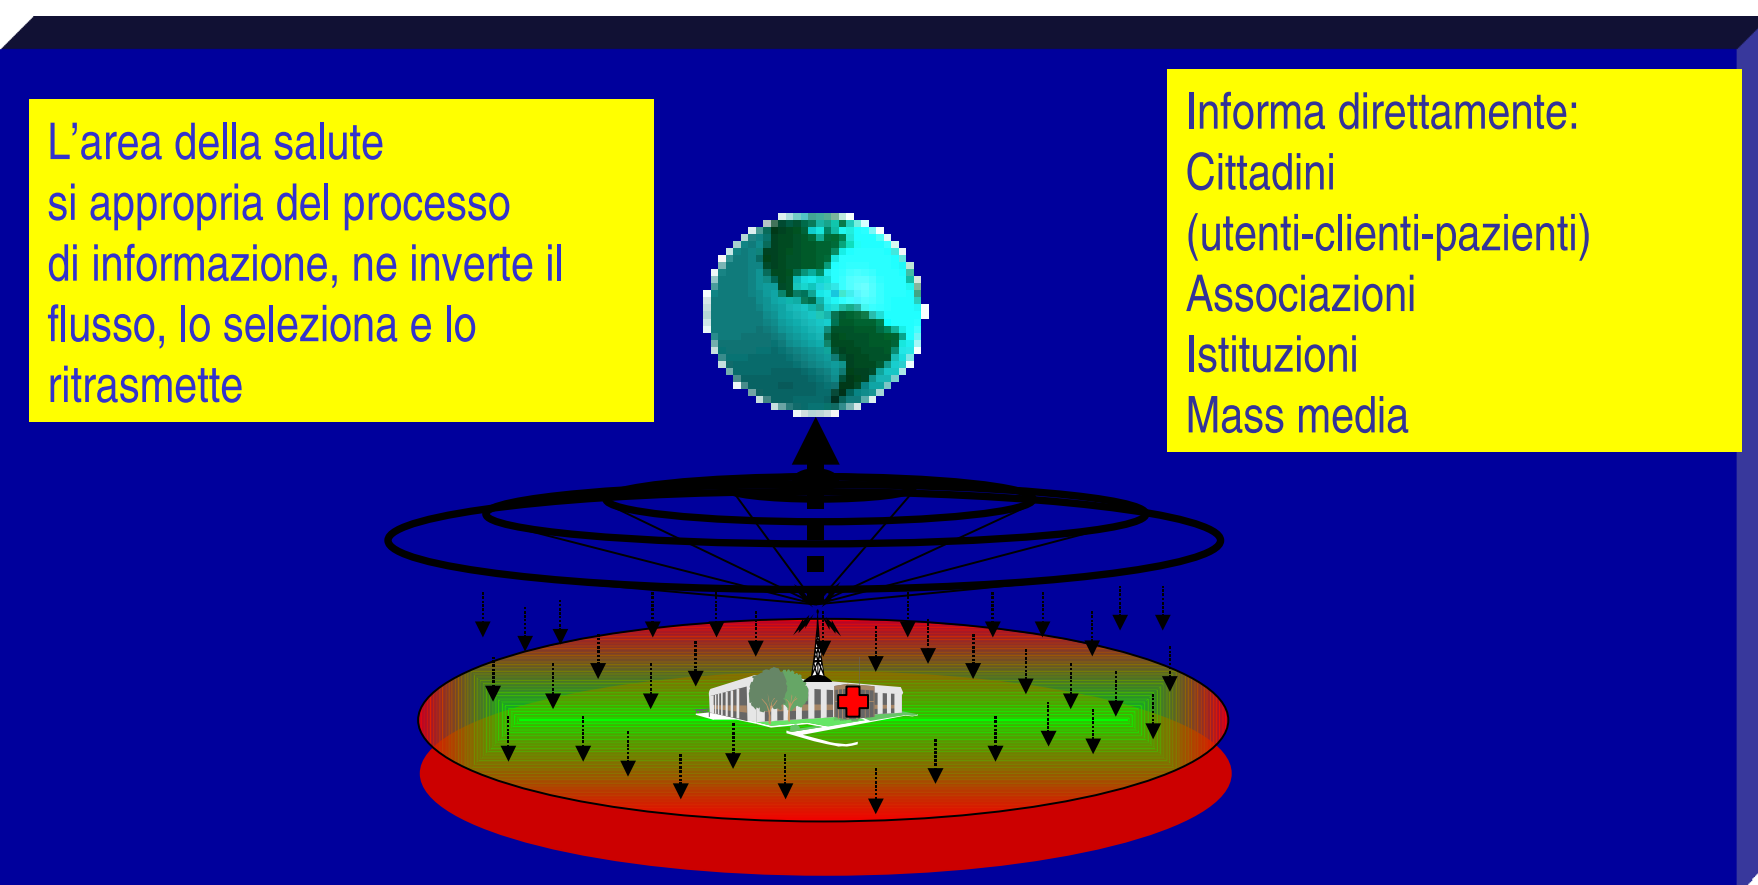 L’area della salute
si appropria del processo
di informazione, ne inverte il
flusso, lo seleziona e lo
ritrasmette
Informa direttamente:
Cittadini
(utenti-clienti-pazienti)
Associazioni
Istituzioni
Mass media